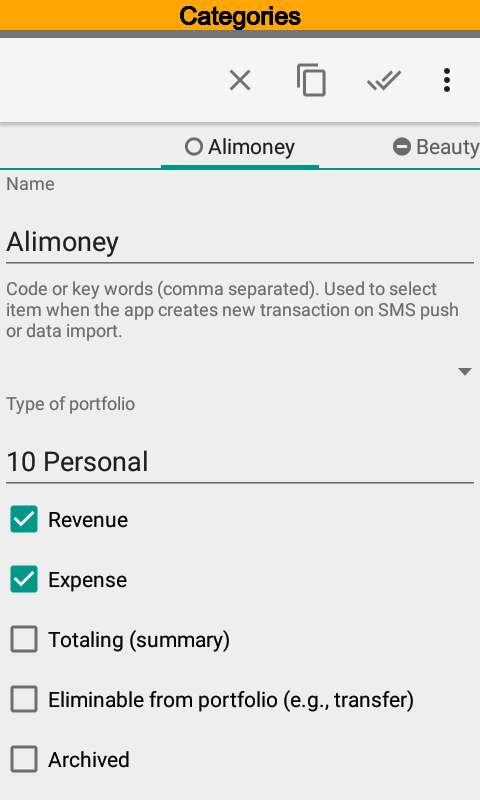 Categories
Alimoney
Beauty
Name
Alimoney
Code or key words (comma separated). Used to select
item when the app creates new transaction on SMS push
or data import.
Type of portfolio
10 Personal
Revenue
Expense
Totaling (summary)
Eliminable from portfolio (e.g., transfer)
Archived